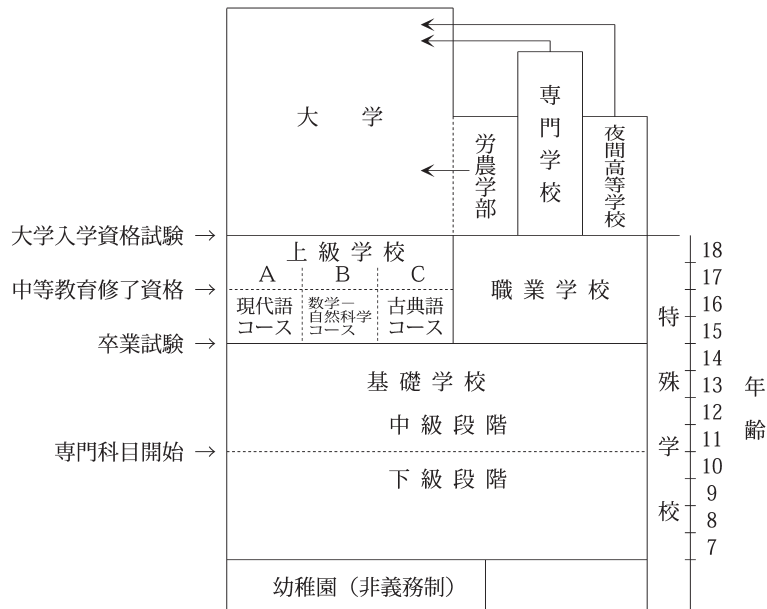 大学
労農学部
専門学校
夜間高等学校
大学入学資格試験 →
上級学校
A B C
中等教育修了資格 →
現代語
コース
数学－
自然科学
コース
古典語
コース
職業学校
卒業試験 →
基礎学校
中級段階
専門科目開始 →
下級段階
幼稚園（非義務制）
特殊学校
18
17
16
15
14
13
12
11
10
9
8
7
年齢